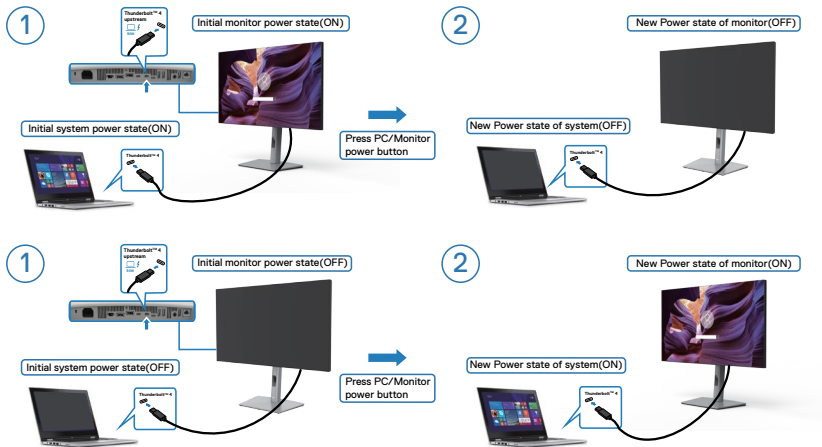 1
Thunderbolt™ 4
upstream
90W
Initial monitor power state(ON)
Initial system power state(ON)
Thunderbolt™ 4
Press PC/Monitor
power button
2
New Power state of monitor(OFF)
New Power state of system(OFF)
Thunderbolt™ 4
1
Thunderbolt™ 4
upstream
90W
Initial monitor power state(OFF)
Initial system power state(OFF)
Thunderbolt™ 4
Press PC/Monitor
power button
2
New Power state of monitor(ON)
New Power state of system(ON)
Thunderbolt™ 4